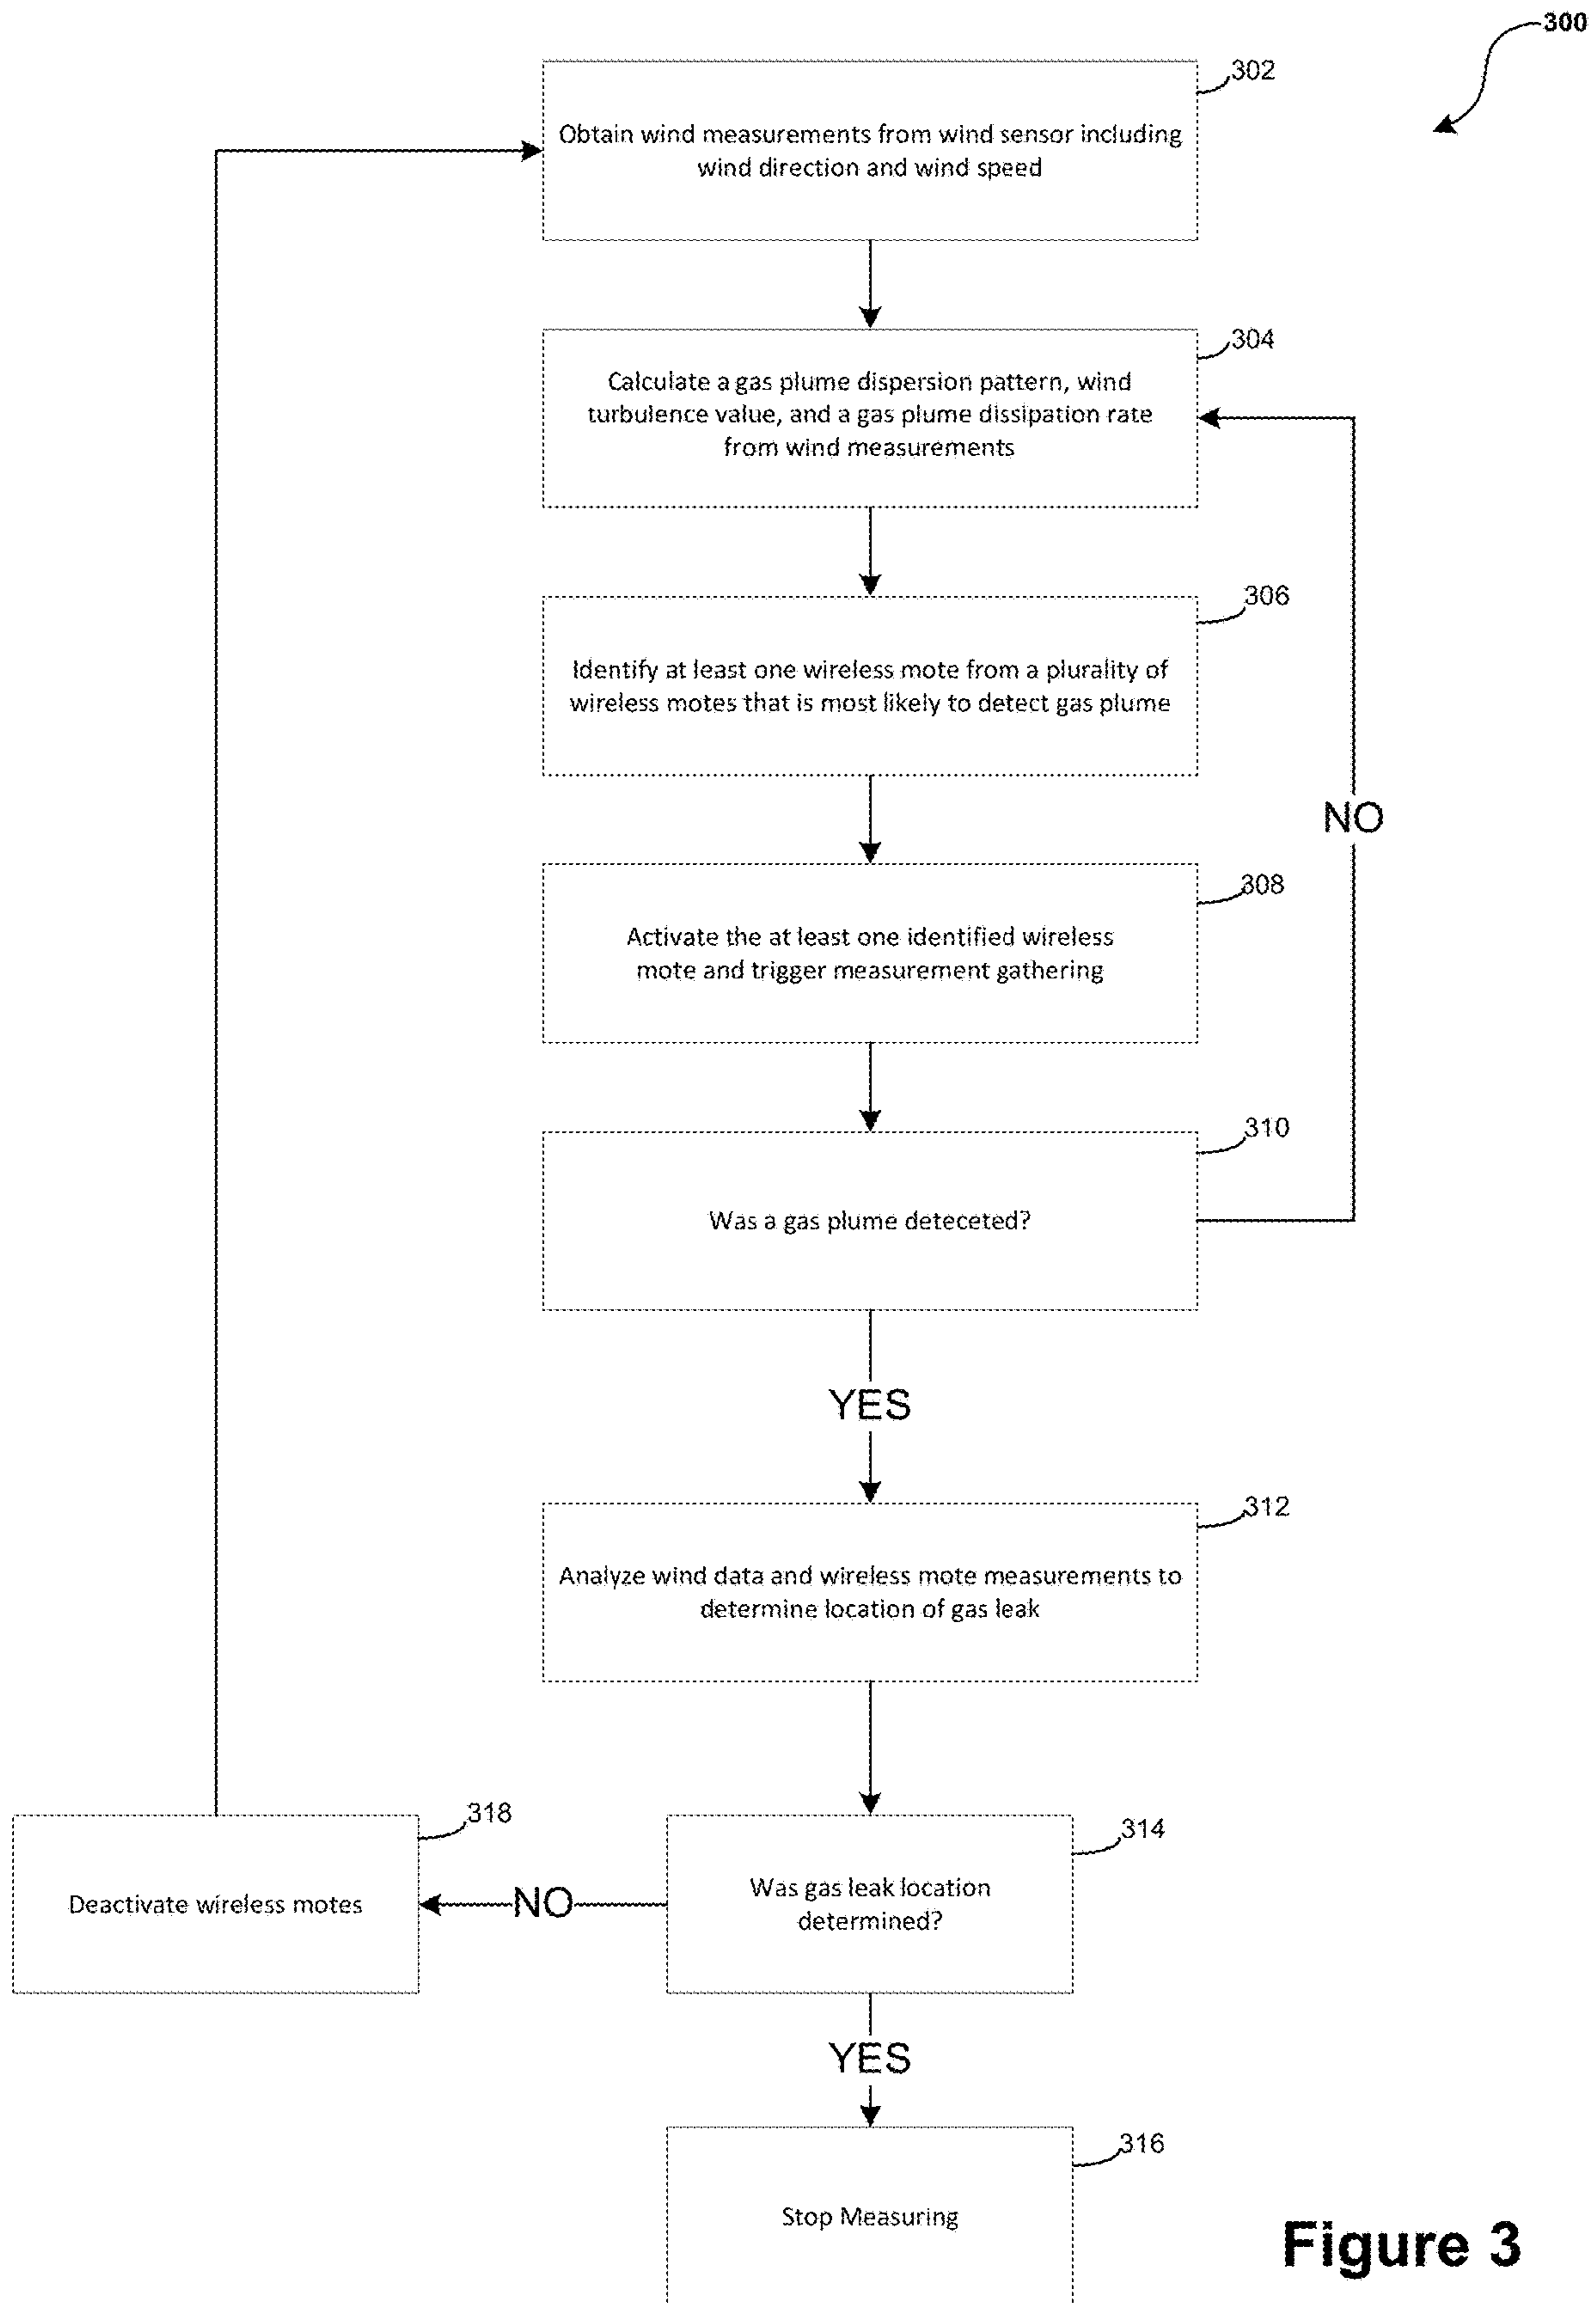 300
302
Obtain wind measurements from wind sensor including
wind direction and wind speed
304
Calculate a gas plume dispersion pattern, wind
turbulence value, and a gas plume dissipation rate
from wind measurements
306
Identify at least one wireless mote from a plurality of
wireless motes that is most likely to detect gas plume
NO
308
Activate the at least one identified wireless
mote and trigger measurement gathering
310
Was a gas plume deteceted?
YES
312
Analyze wind data and wireless mote measurements to
determine location of gas leak
318
Deactivate wireless motes
NO
314
Was gas leak location
determined?
YES
316
Stop Measuring
Figure 3